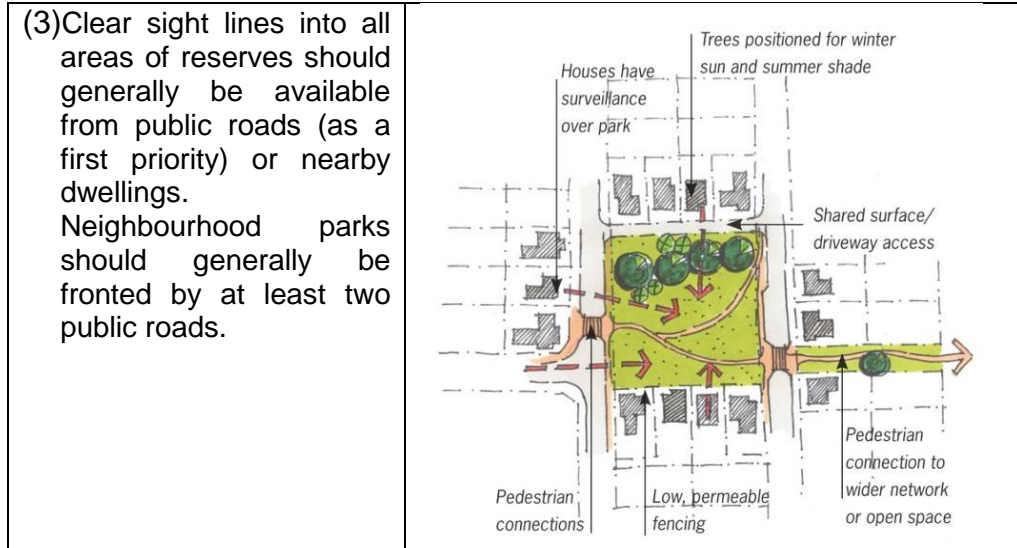 (3)Clear sight lines into all
areas of reserves should
generally be available
from public roads (as a
first priority) or nearby
dwellings.
Neighbourhood parks
should generally be
fronted by at least two
public roads.
Trees positioned for winter
sun and summer shade
Houses have
surveillance
over park
Shared surface/
driveway access
Pedestrian
connection to
wider network
or open space
Pedestrian
connections
Low, permeable
fencing